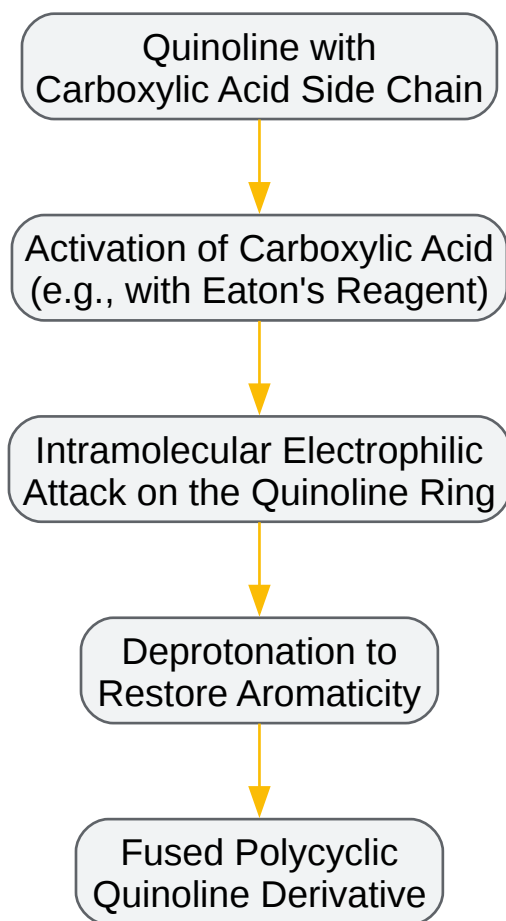 Quinoline with
Carboxylic Acid Side Chain
Activation of Carboxylic Acid
(e.g., with Eaton's Reagent)
Intramolecular Electrophilic
Attack on the Quinoline Ring
Deprotonation to
Restore Aromaticity
Fused Polycyclic
Quinoline Derivative